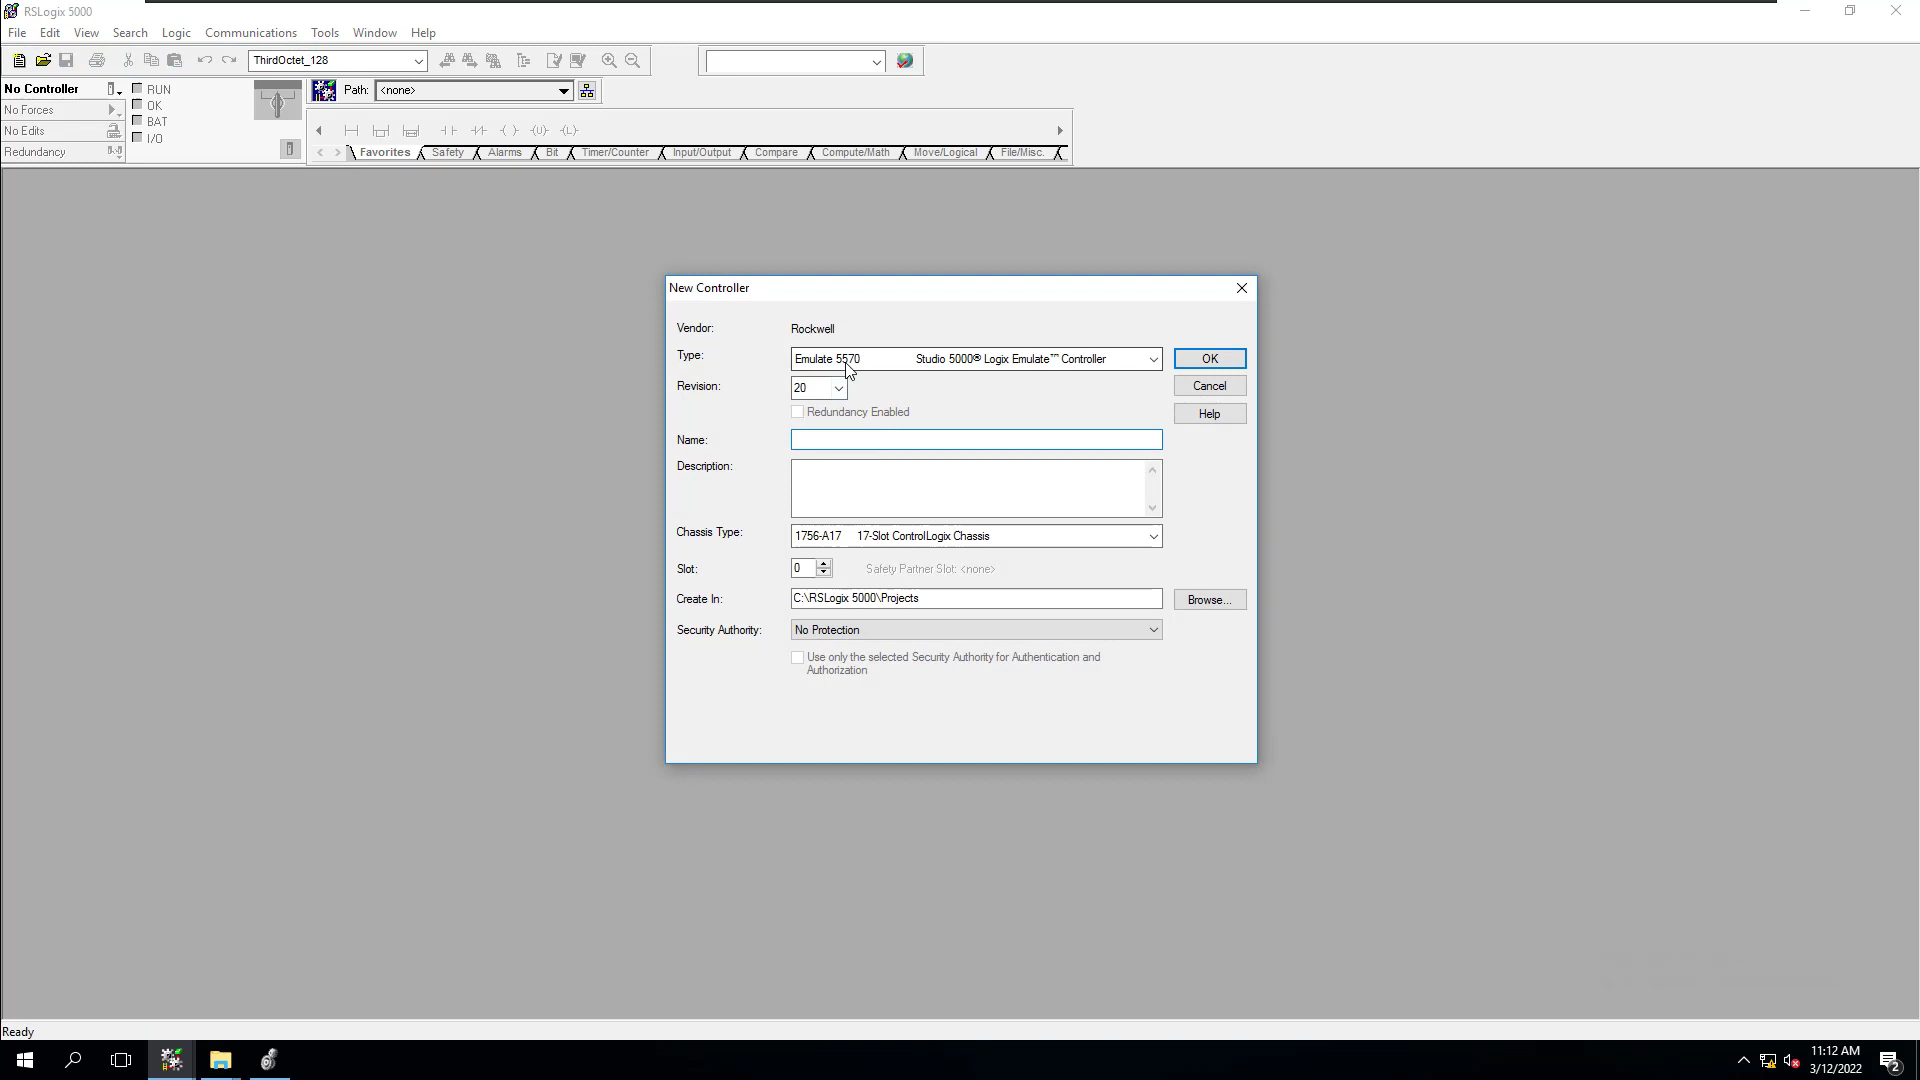 RSLogix 5000
File Edit View Search Logic Communications Tools Window Help
ThirdOctet_128
No Controller
RUN
Path: <none>
No Forces
OK
No Edits
BAT
Redundancy
I/O
Favorites Safety Alarms Bit Timer/Counter Input/Output Compare Compute/Math Move/Logical File/Misc.
New Controller
Vendor: Rockwell
Type: Emulate 5570 Studio 5000® Logix Emulate™ Controller
OK
Revision: 20
Cancel
Redundancy Enabled
Help
Name:
Description:
Chassis Type: 1756-A17 17-Slot ControlLogix Chassis
Slot: 0 Safety Partner Slot: <none>
Create In: C:\RSLogix 5000\Projects
Browse...
Security Authority: No Protection
Use only the selected Security Authority for Authentication and
Authorization
Ready
11:12 AM
3/12/2022
2